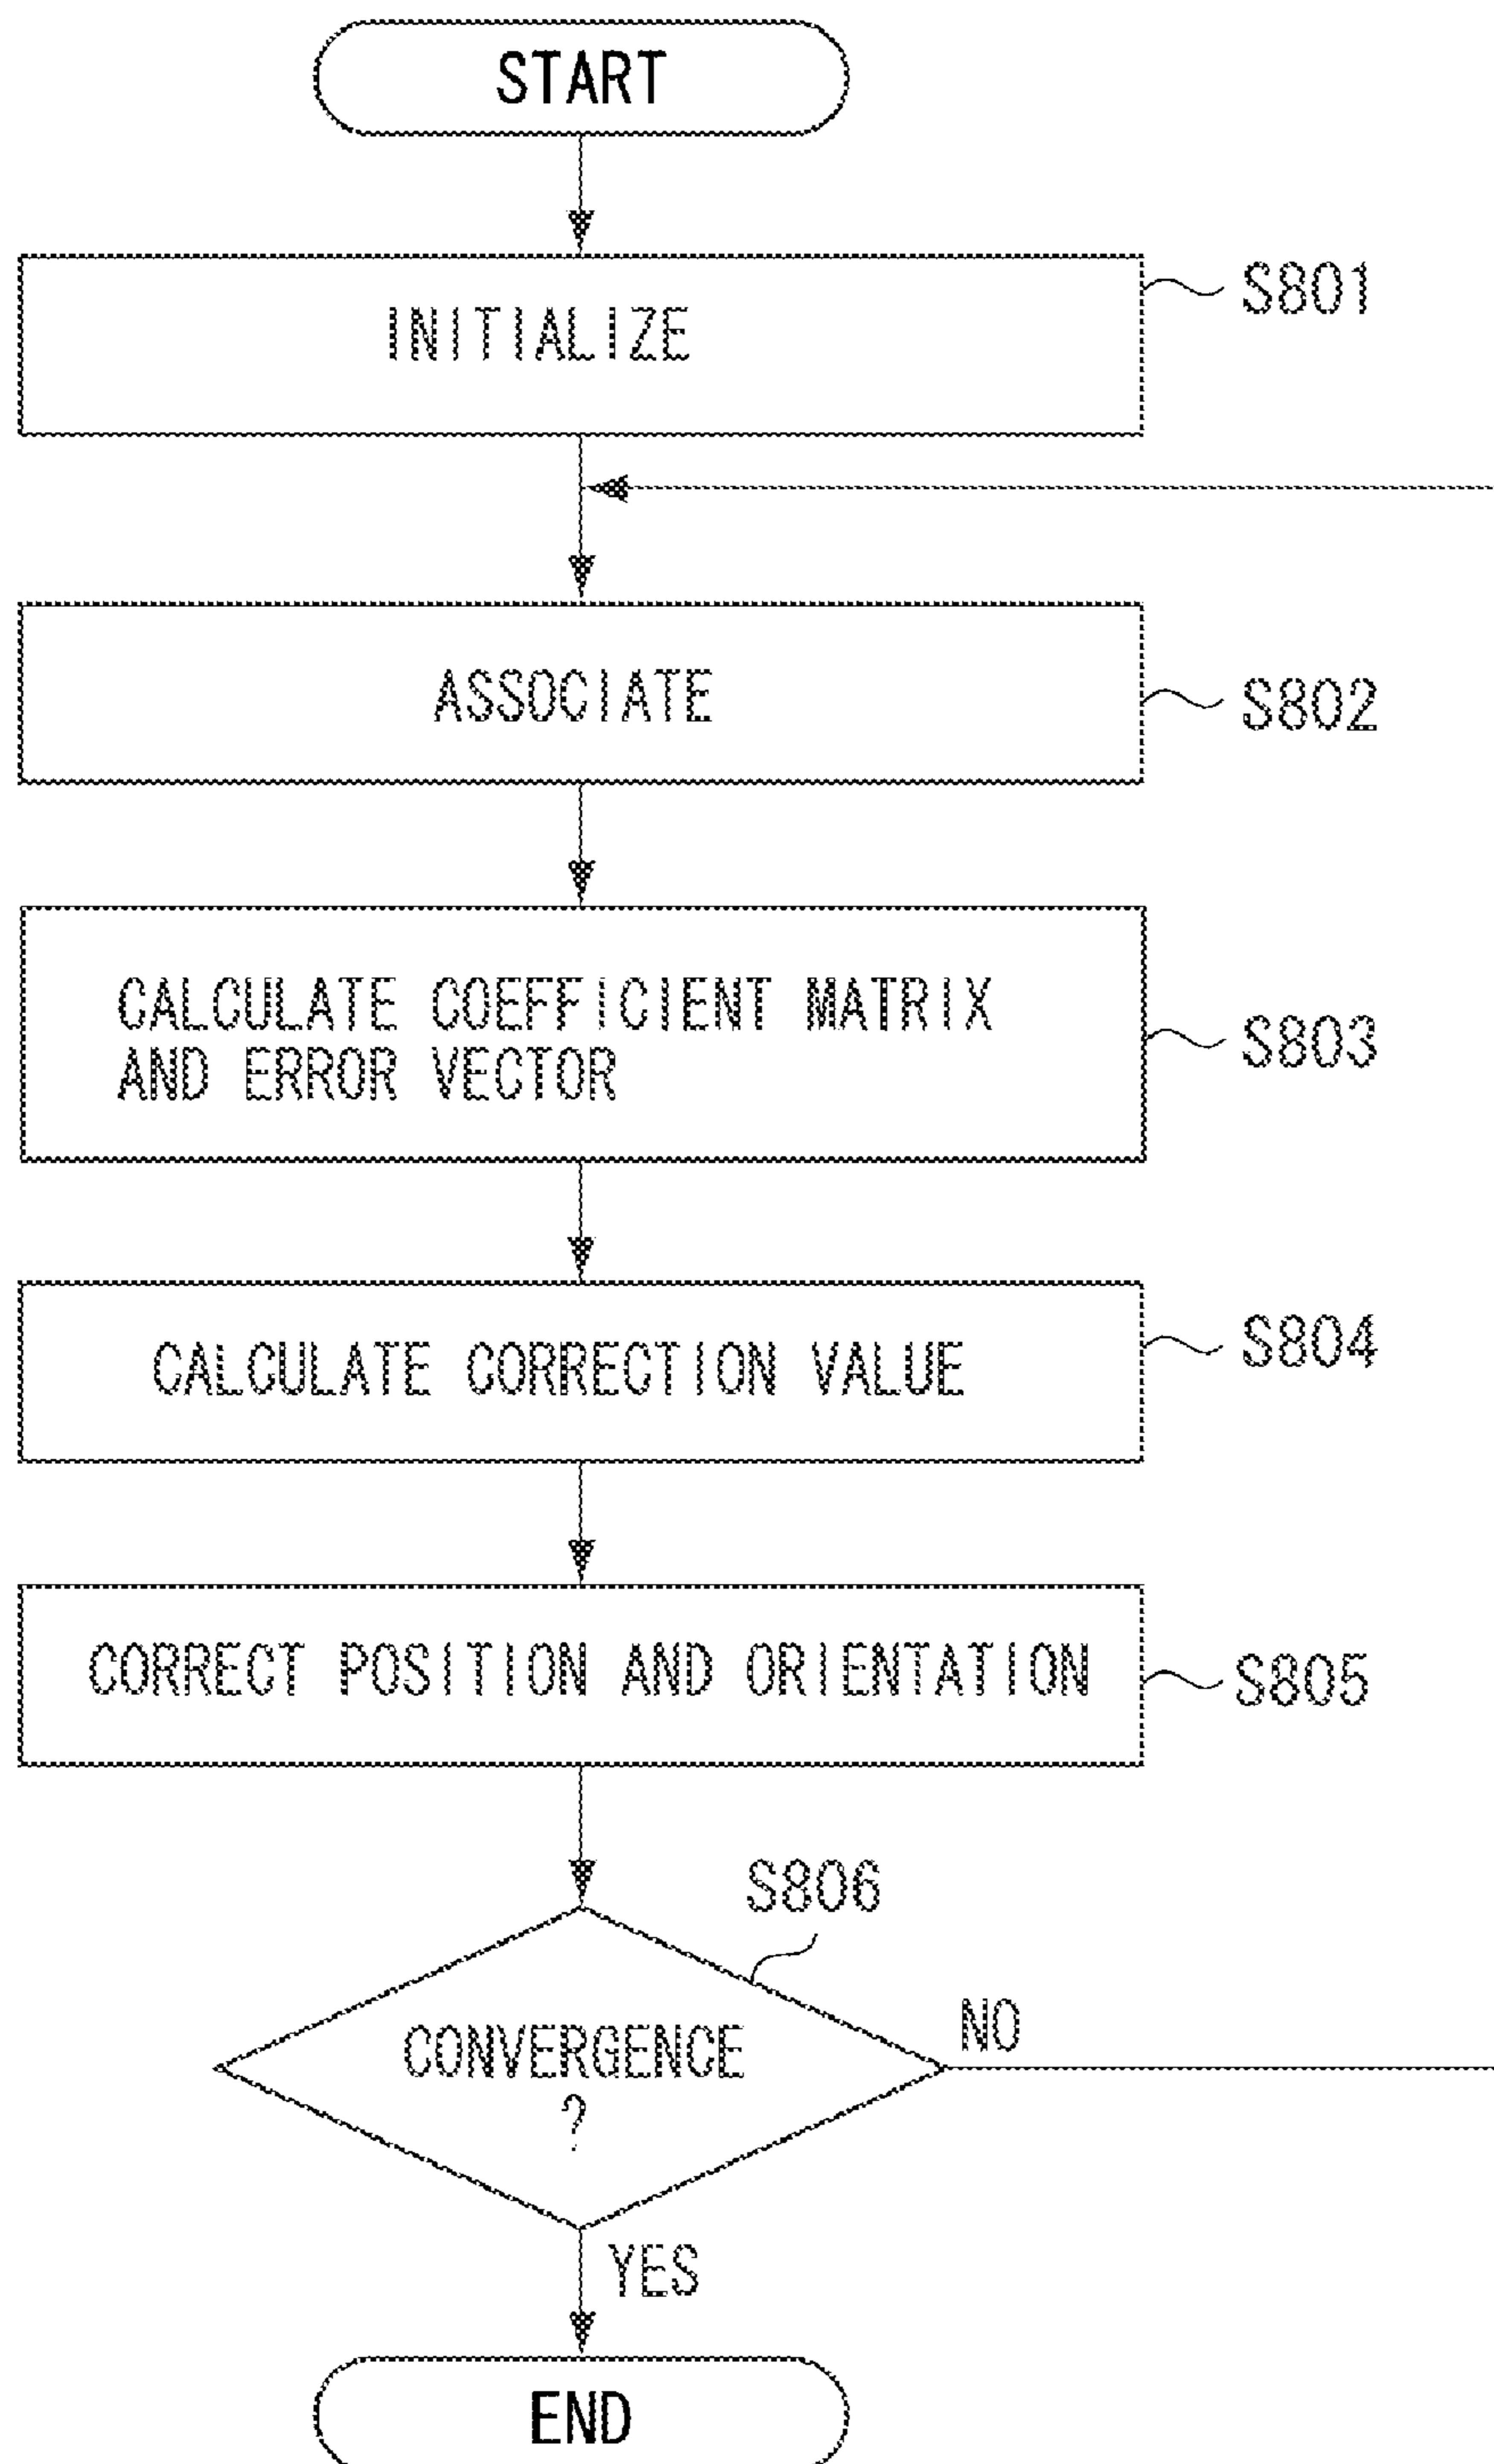 START
INITIALIZE
S801
ASSOCIATE
S802
CALCULATE COEFFICIENT MATRIX
AND ERROR VECTOR
S803
CALCULATE CORRECTION VALUE
S804
CORRECT POSITION AND ORIENTATION
S805
S806
CONVERGENCE
?
NO
YES
END